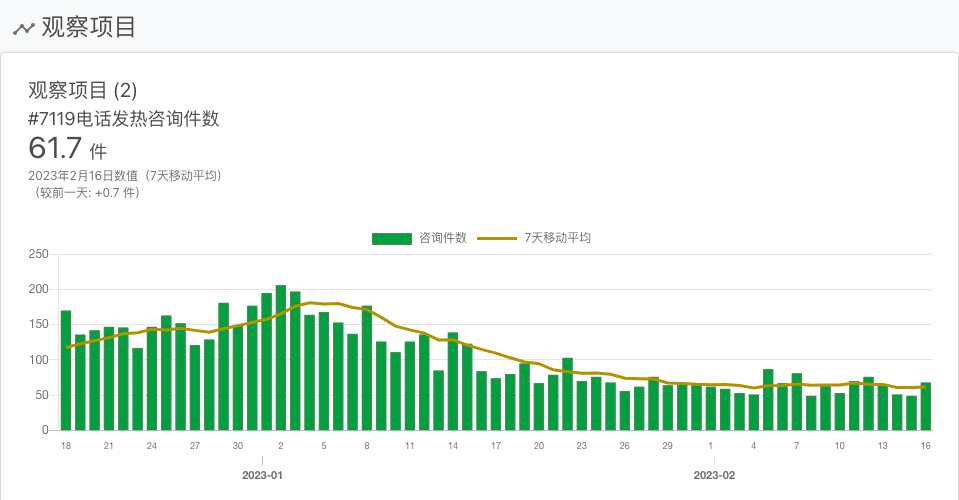 观察项目
观察项目 (2)
#7119电话发热咨询件数
61.7 件
2023年2月16日数值（7天移动平均）
（较前一天: +0.7 件）
咨询件数 7天移动平均
250
200
150
100
50
0
18 21 24 27 30 2 5 8 11 14 17 20 23 26 29 1 4 7 10 13 16
2023-01 2023-02